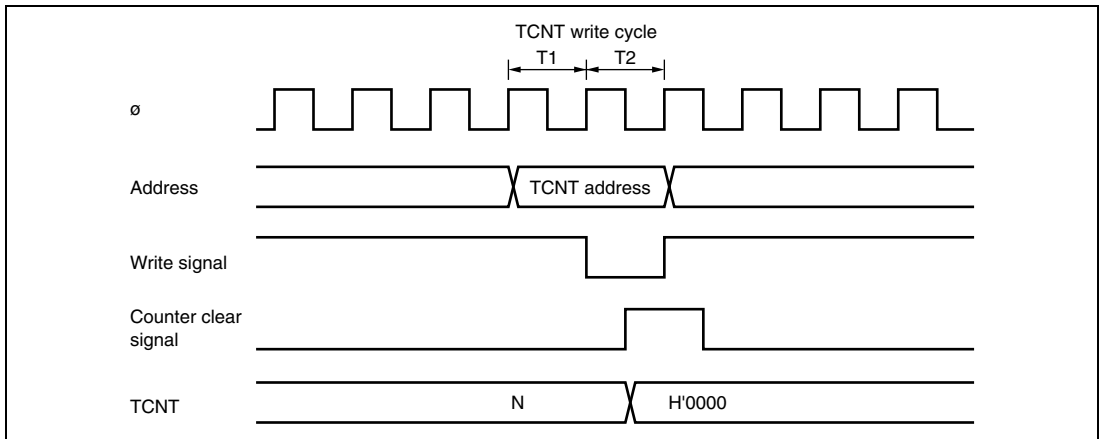 TCNT write cycle
T1 T2
ø
Address
TCNT address
Write signal
Counter clear
signal
TCNT
N
H'0000